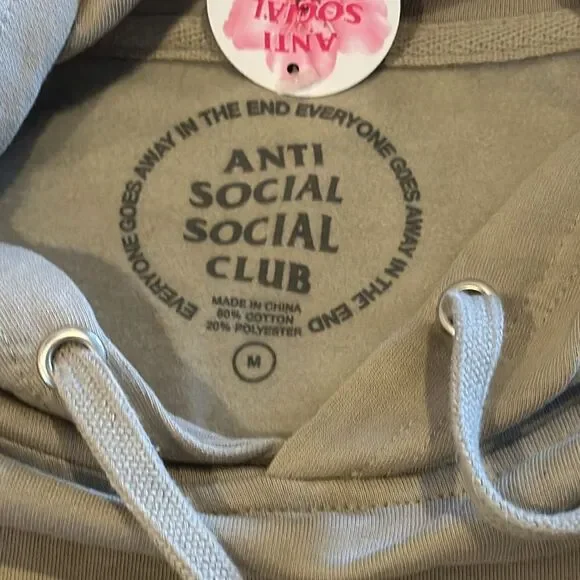 ANTI
SOCIAL
EVERYONE GOES AWAY IN THE END EVERYONE GOES AWAY IN THE END
ANTI
SOCIAL
SOCIAL
CLUB
MADE IN CHINA
80% COTTON
20% POLYESTER
M